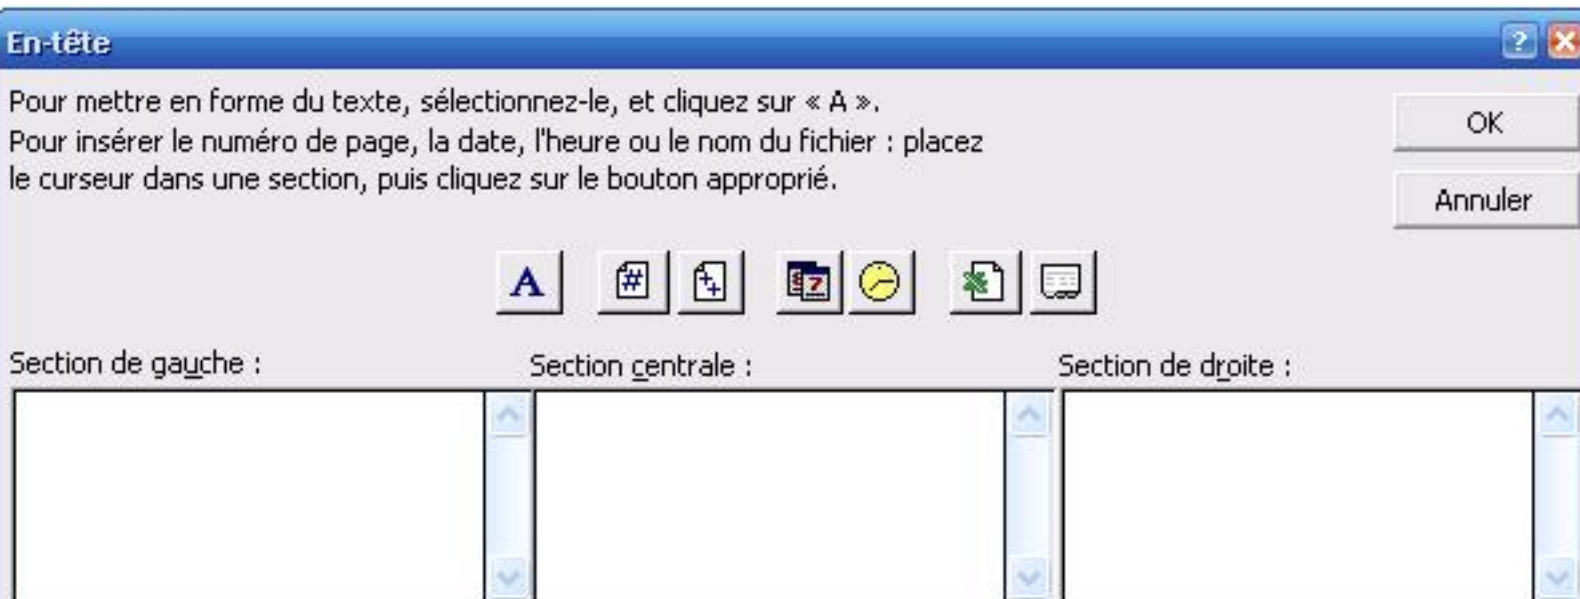 En-tête
Pour mettre en forme du texte, sélectionnez-le, et cliquez sur « A ».
Pour insérer le numéro de page, la date, l'heure ou le nom du fichier : placez
le curseur dans une section, puis cliquez sur le bouton approprié.
OK
Annuler
A
Section de gauche :
Section centrale :
Section de droite :